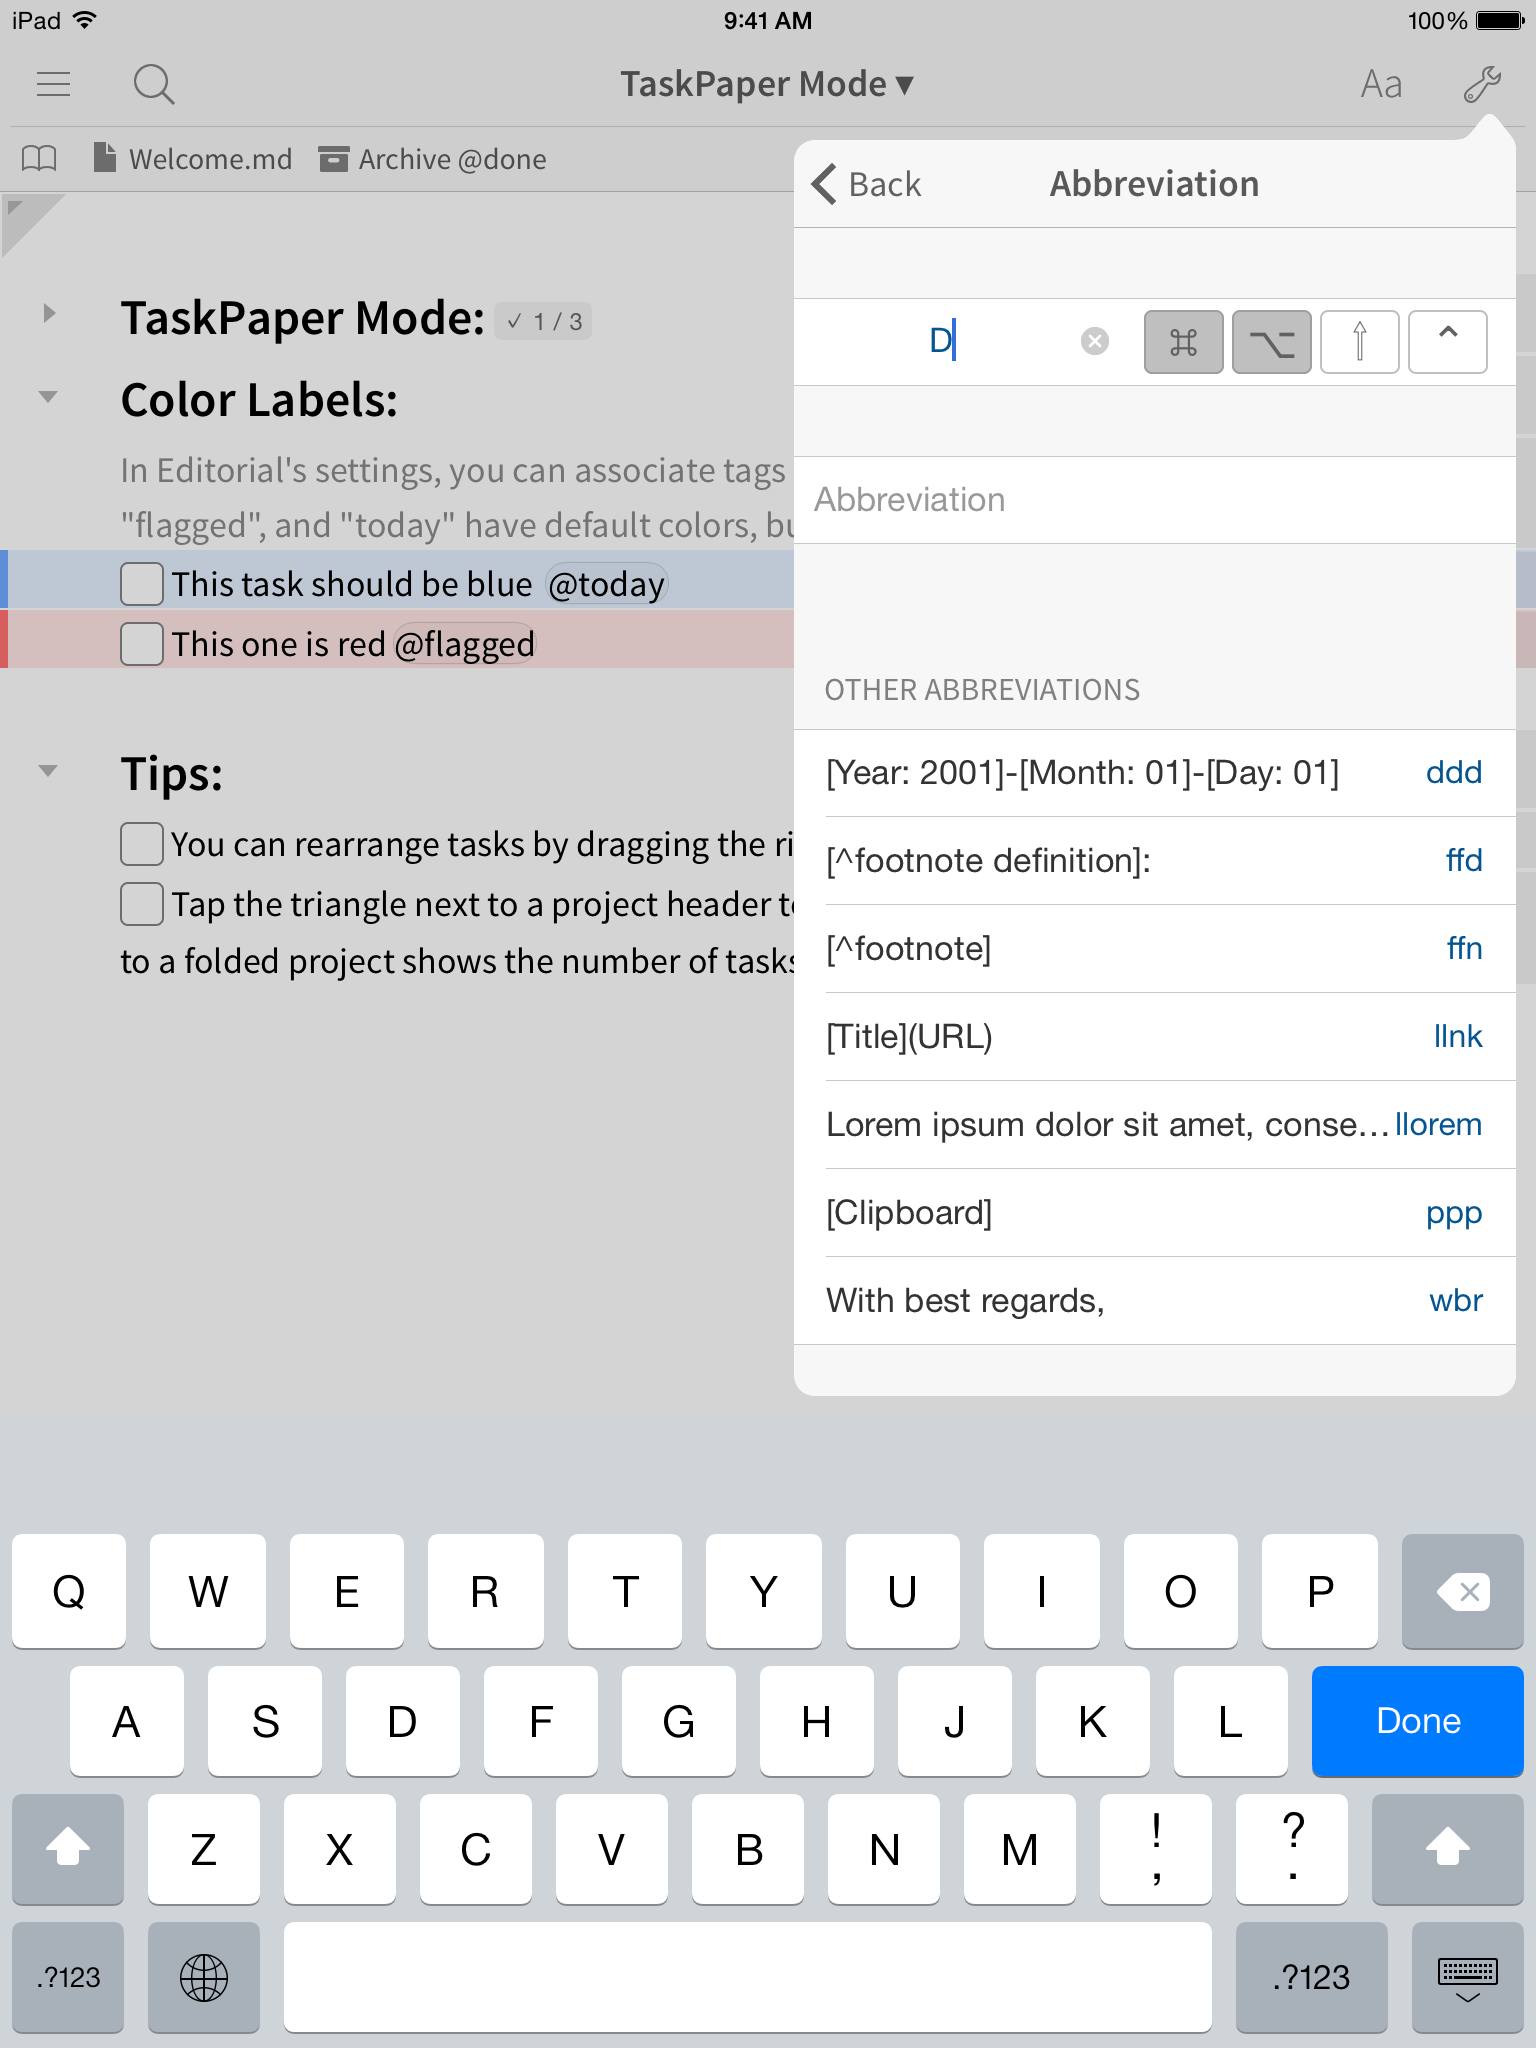 iPad 9:41 AM 100%
TaskPaper Mode ▾ Aa
Welcome.md Archive @done
Back Abbreviation
D ⌘ ⌥ ⇧ ⌃
Abbreviation
OTHER ABBREVIATIONS
[Year: 2001]-[Month: 01]-[Day: 01] ddd
[^footnote definition]: ffd
[^footnote] ffn
[Title](URL) llnk
Lorem ipsum dolor sit amet, conse… llorem
[Clipboard] ppp
With best regards, wbr
TaskPaper Mode: ✓ 1 / 3
Color Labels:
In Editorial's settings, you can associate tags
"flagged", and "today" have default colors, bu
This task should be blue @today
This one is red @flagged
Tips:
You can rearrange tasks by dragging the ri
Tap the triangle next to a project header to
to a folded project shows the number of tasks
Q W E R T Y U I O P
A S D F G H J K L Done
Z X C V B N M ! , ? .
.?123 .?123